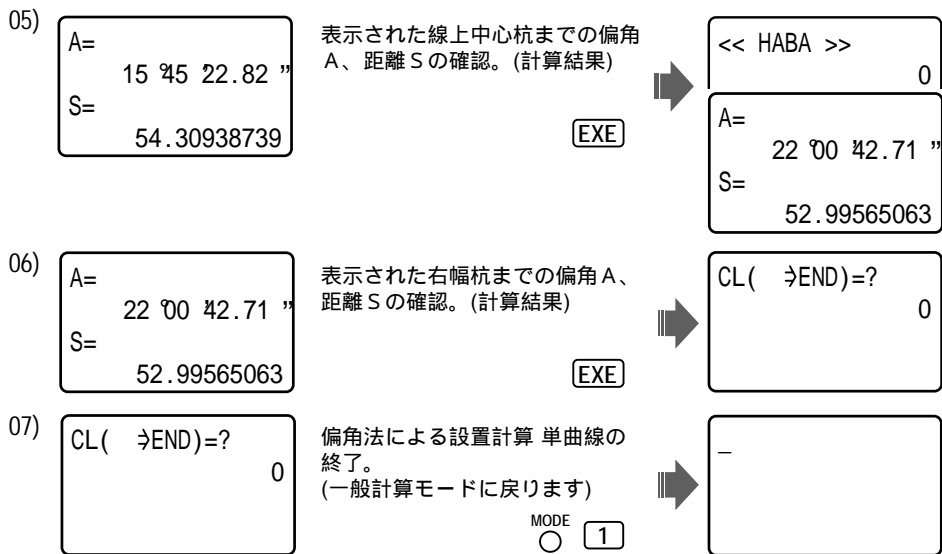 05)
A=
15°45'22.82"
S=
54.30938739
表示された線上中心杭までの偏角
A、距離Sの確認。(計算結果)
EXE
<< HABA >>
0
A=
22°00'42.71"
S=
52.99565063
06)
A=
22°00'42.71"
S=
52.99565063
表示された右幅杭までの偏角A、
距離Sの確認。(計算結果)
EXE
CL( ⇒END)=?
0
07)
CL( ⇒END)=?
0
偏角法による設置計算 単曲線の
終了。
(一般計算モードに戻ります)
MODE
1
_